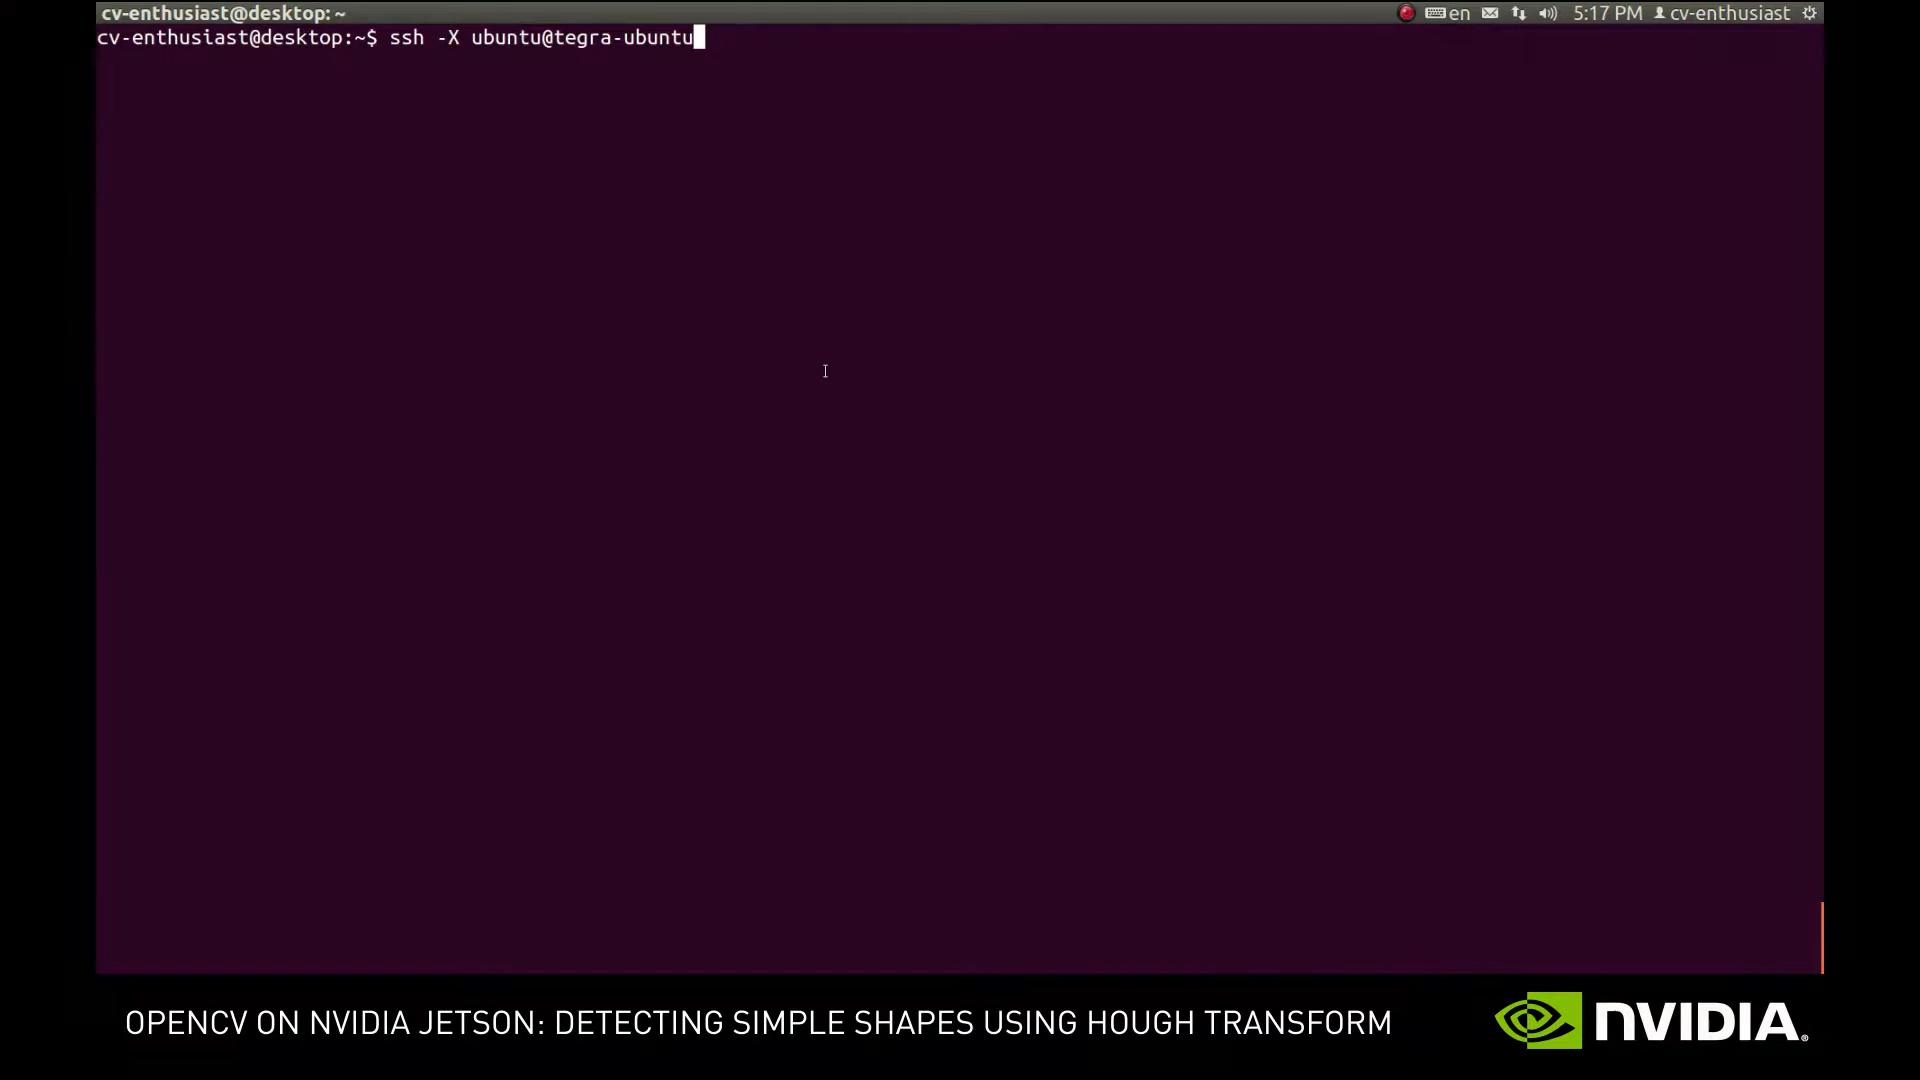 cv-enthusiast@desktop: ~
en 5:17 PM cv-enthusiast
cv-enthusiast@desktop:~$ ssh -X ubuntu@tegra-ubuntu
OPENCV ON NVIDIA JETSON: DETECTING SIMPLE SHAPES USING HOUGH TRANSFORM
NVIDIA®